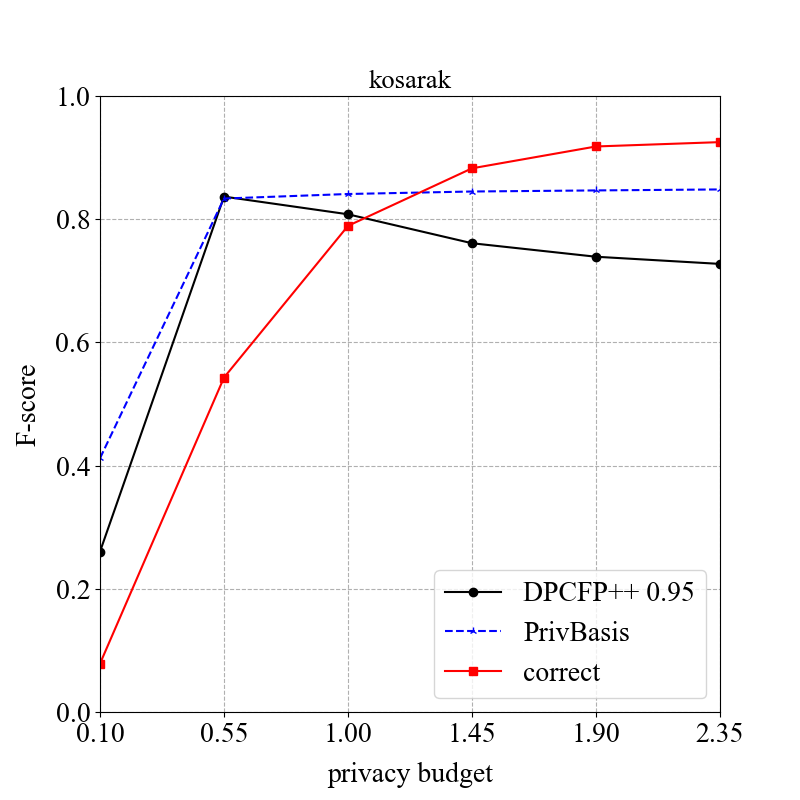 kosarak
1.0
0.8
0.6
0.4
0.2
0.0
F-score
DPCFP++ 0.95
PrivBasis
correct
0.10 0.55 1.00 1.45 1.90 2.35
privacy budget